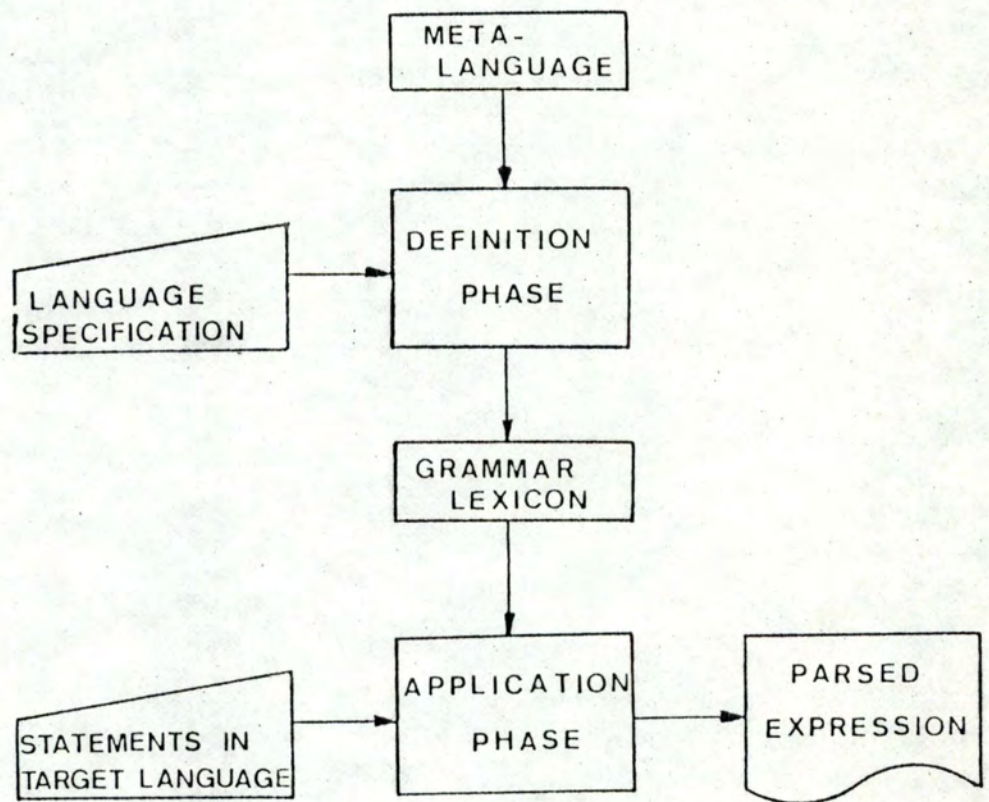 META-
LANGUAGE
DEFINITION
PHASE
LANGUAGE
SPECIFICATION
GRAMMAR
LEXICON
APPLICATION
PHASE
PARSED
EXPRESSION
STATEMENTS IN
TARGET LANGUAGE